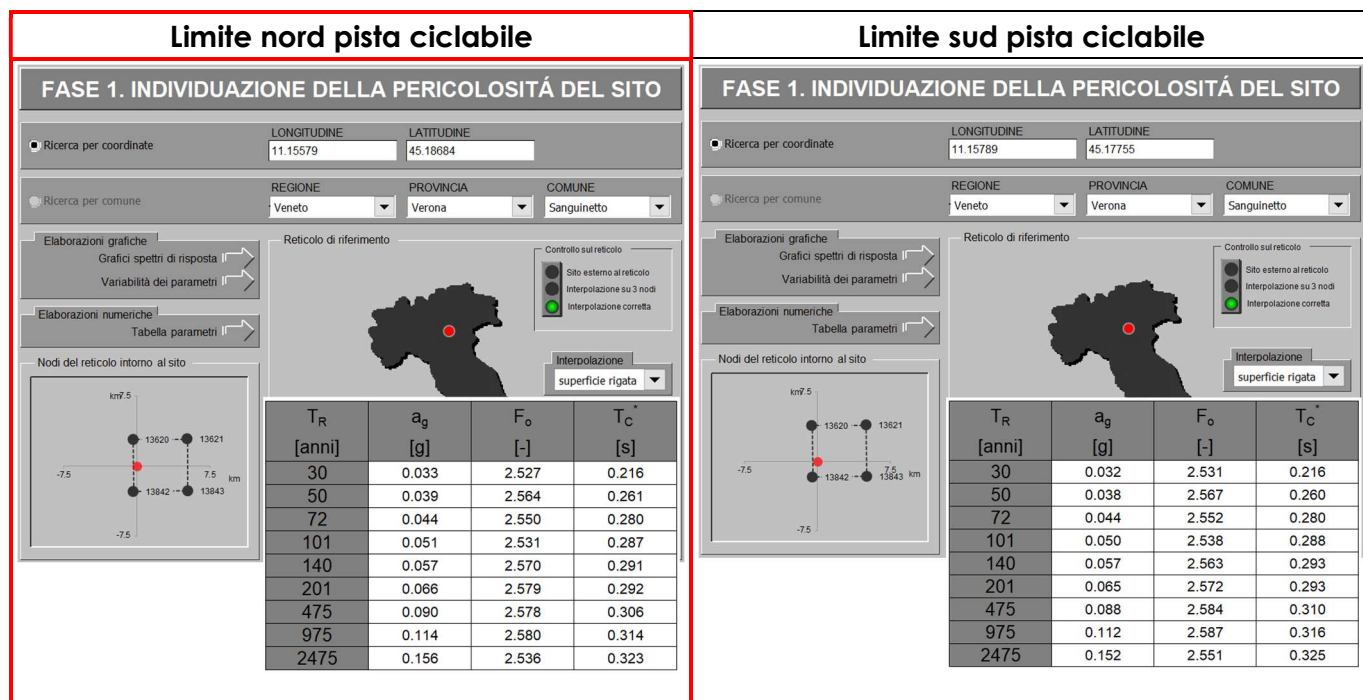 Limite nord pista ciclabile
FASE 1. INDIVIDUAZIONE DELLA PERICOLOSITÁ DEL SITO
LONGITUDINE LATITUDINE
Ricerca per coordinate 11.15579 45.18684
REGIONE PROVINCIA COMUNE
Ricerca per comune Veneto Verona Sanguinetto
Elaborazioni grafiche
Grafici spettri di risposta
Variabilità dei parametri
Elaborazioni numeriche
Tabella parametri
Nodi del reticolo intorno al sito
km 7.5
13620 13621
-7.5 7.5 km
13842 13843
-7.5
Reticolo di riferimento
Controllo sul reticolo
Sito esterno al reticolo
Interpolazione su 3 nodi
Interpolazione corretta
Interpolazione
superficie rigata
TR ag Fo TC*
[anni] [g] [-] [s]
30 0.033 2.527 0.216
50 0.039 2.564 0.261
72 0.044 2.550 0.280
101 0.051 2.531 0.287
140 0.057 2.570 0.291
201 0.066 2.579 0.292
475 0.090 2.578 0.306
975 0.114 2.580 0.314
2475 0.156 2.536 0.323
Limite sud pista ciclabile
FASE 1. INDIVIDUAZIONE DELLA PERICOLOSITÁ DEL SITO
LONGITUDINE LATITUDINE
Ricerca per coordinate 11.15789 45.17755
REGIONE PROVINCIA COMUNE
Ricerca per comune Veneto Verona Sanguinetto
Elaborazioni grafiche
Grafici spettri di risposta
Variabilità dei parametri
Elaborazioni numeriche
Tabella parametri
Nodi del reticolo intorno al sito
km 7.5
13620 13621
-7.5 7.5 km
13842 13843
-7.5
Reticolo di riferimento
Controllo sul reticolo
Sito esterno al reticolo
Interpolazione su 3 nodi
Interpolazione corretta
Interpolazione
superficie rigata
TR ag Fo TC*
[anni] [g] [-] [s]
30 0.032 2.531 0.216
50 0.038 2.567 0.260
72 0.044 2.552 0.280
101 0.050 2.538 0.288
140 0.057 2.563 0.293
201 0.065 2.572 0.293
475 0.088 2.584 0.310
975 0.112 2.587 0.316
2475 0.152 2.551 0.325